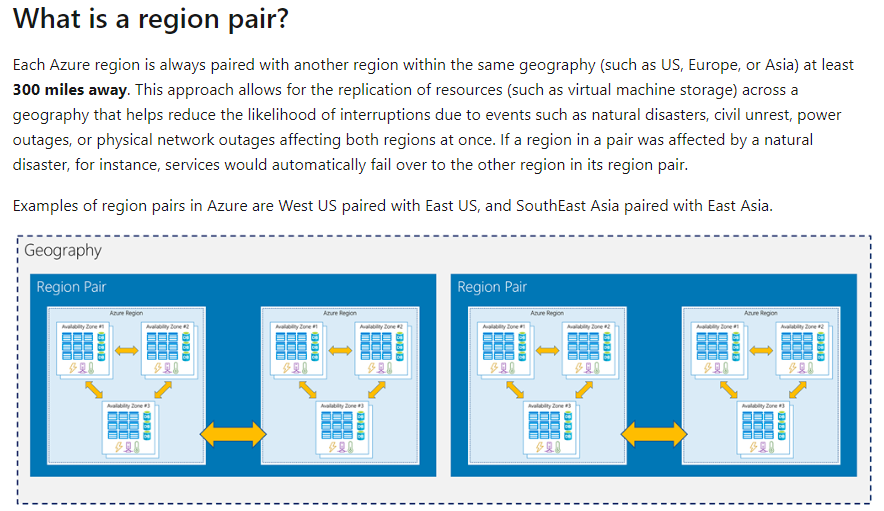 What is a region pair?
Each Azure region is always paired with another region within the same geography (such as US, Europe, or Asia) at least
300 miles away. This approach allows for the replication of resources (such as virtual machine storage) across a
geography that helps reduce the likelihood of interruptions due to events such as natural disasters, civil unrest, power
outages, or physical network outages affecting both regions at once. If a region in a pair was affected by a natural
disaster, for instance, services would automatically fail over to the other region in its region pair.
Examples of region pairs in Azure are West US paired with East US, and SouthEast Asia paired with East Asia.
Geography
Region Pair
Azure Region
Availability Zone #1
Availability Zone #2
Availability Zone #3
Azure Region
Availability Zone #1
Availability Zone #2
Availability Zone #3
Region Pair
Azure Region
Availability Zone #1
Availability Zone #2
Availability Zone #3
Azure Region
Availability Zone #1
Availability Zone #2
Availability Zone #3